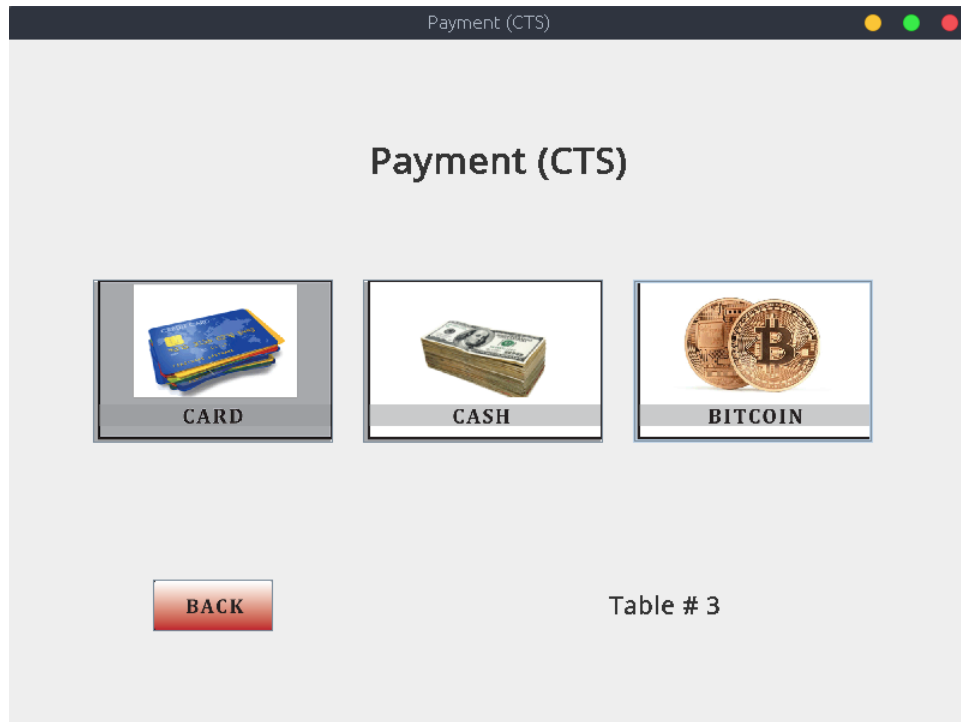 Payment (CTS)
Payment (CTS)
CARD
CASH
BITCOIN
BACK
Table # 3